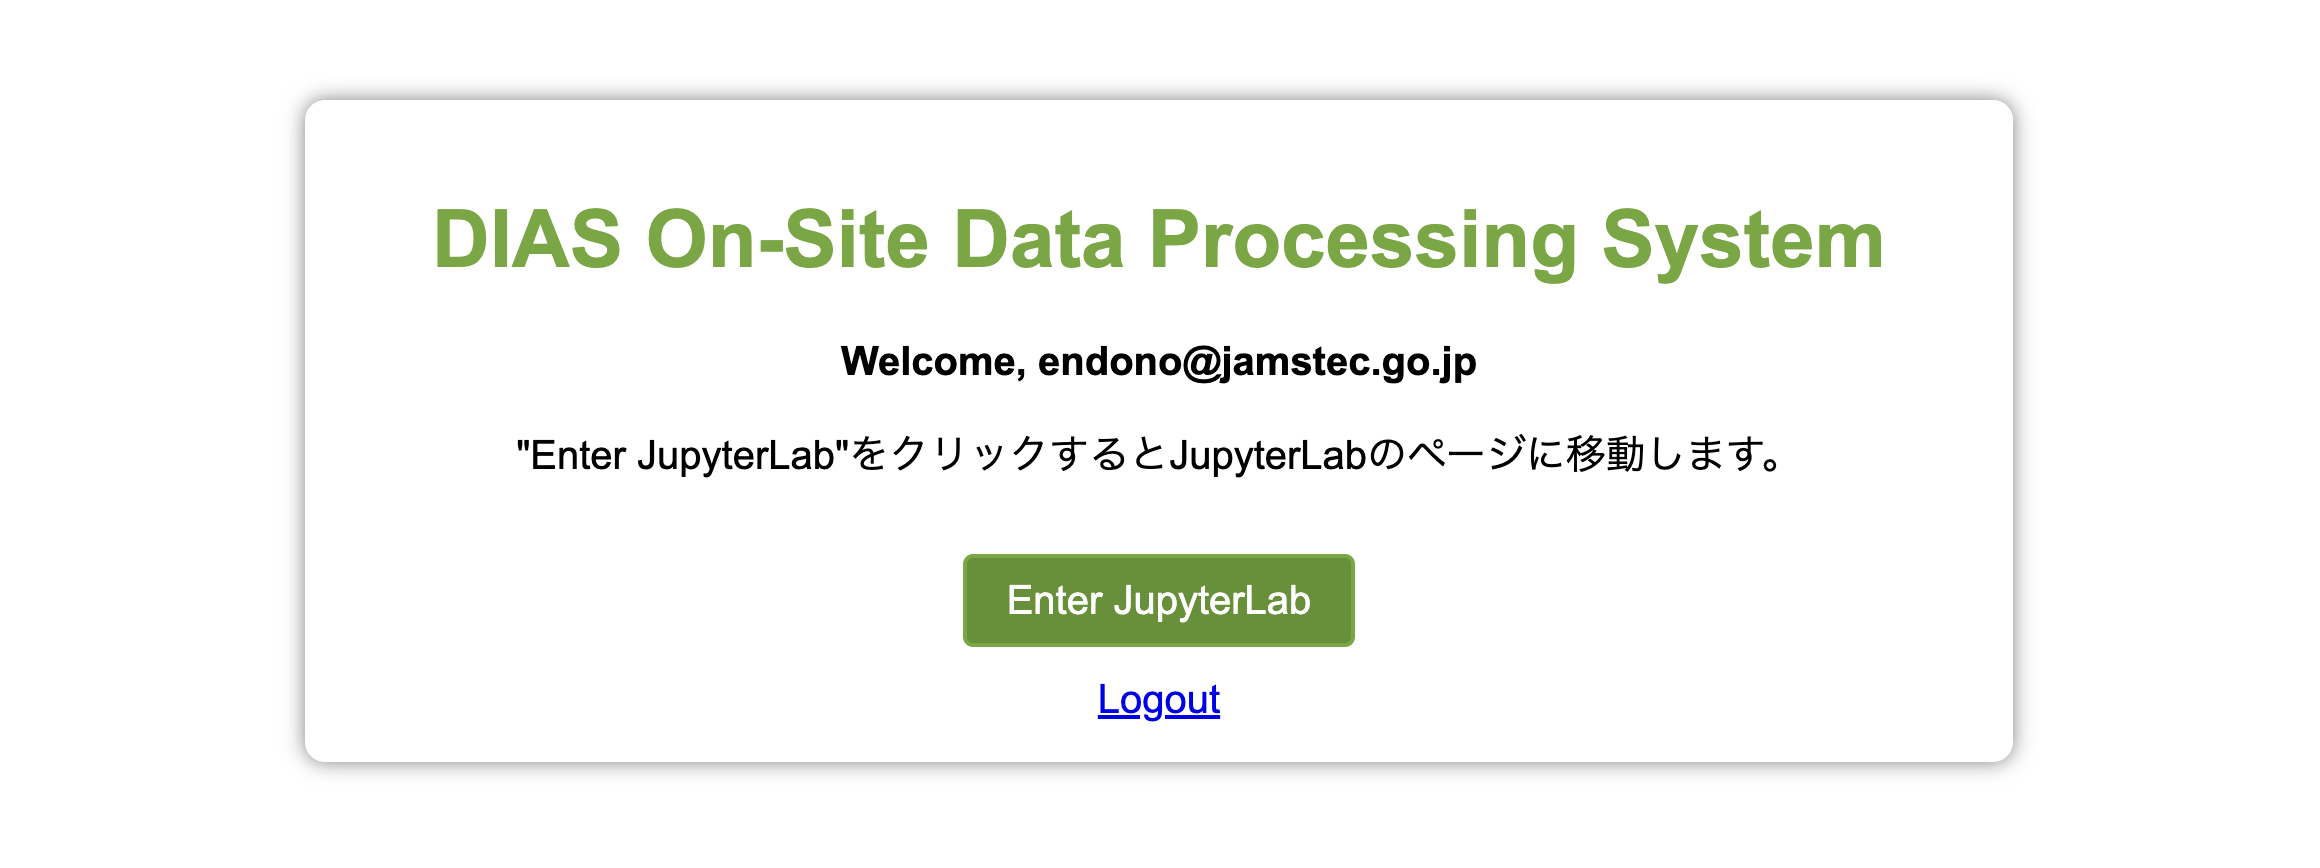 DIAS On-Site Data Processing System
Welcome, endono@jamstec.go.jp
"Enter JupyterLab"をクリックするとJupyterLabのページに移動します。
Enter JupyterLab
Logout